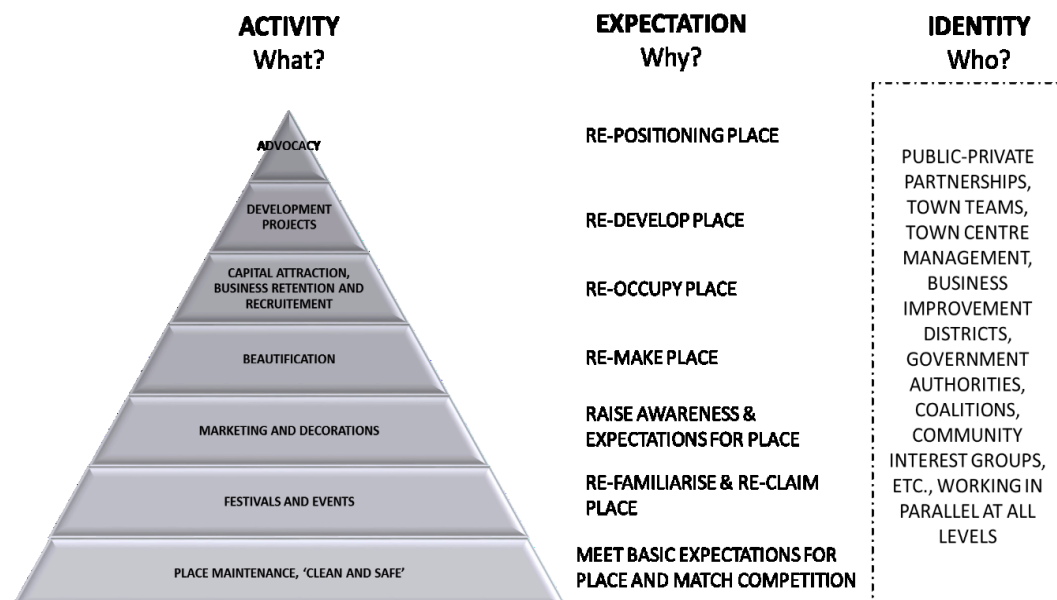 ACTIVITY
What?
EXPECTATION
Why?
IDENTITY
Who?
ADVOCACY
RE-POSITIONING PLACE
DEVELOPMENT
PROJECTS
RE-DEVELOP PLACE
CAPITAL ATTRACTION,
BUSINESS RETENTION AND
RECRUITEMENT
RE-OCCUPY PLACE
BEAUTIFICATION
RE-MAKE PLACE
MARKETING AND DECORATIONS
RAISE AWARENESS &
EXPECTATIONS FOR PLACE
FESTIVALS AND EVENTS
RE-FAMILIARISE & RE-CLAIM
PLACE
PLACE MAINTENANCE, ‘CLEAN AND SAFE’
MEET BASIC EXPECTATIONS FOR
PLACE AND MATCH COMPETITION
PUBLIC-PRIVATE
PARTNERSHIPS,
TOWN TEAMS,
TOWN CENTRE
MANAGEMENT,
BUSINESS
IMPROVEMENT
DISTRICTS,
GOVERNMENT
AUTHORITIES,
COALITIONS,
COMMUNITY
INTEREST GROUPS,
ETC., WORKING IN
PARALLEL AT ALL
LEVELS